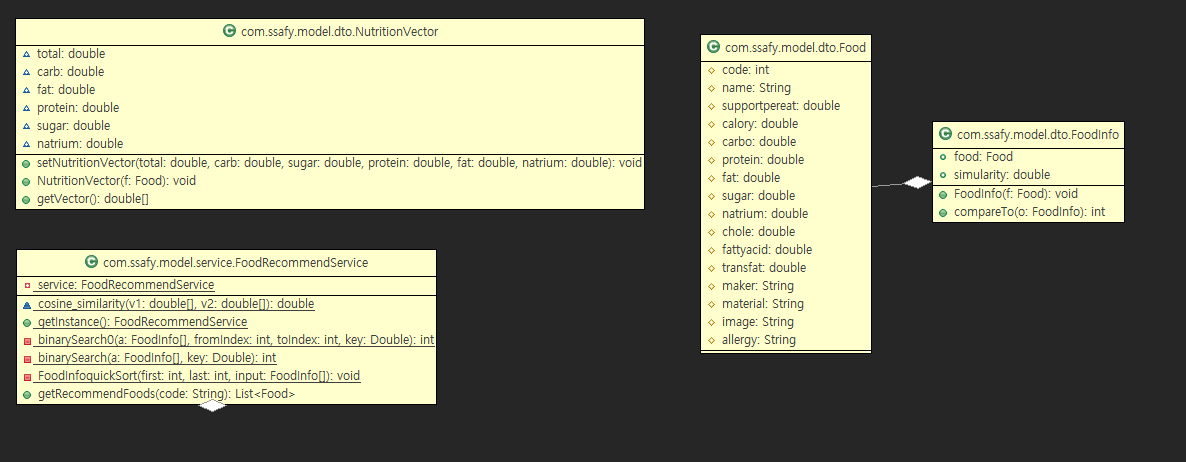 com.ssafy.model.dto.NutritionVector
total: double
carb: double
fat: double
protein: double
sugar: double
natrium: double
setNutritionVector(total: double, carb: double, sugar: double, protein: double, fat: double, natrium: double): void
NutritionVector(f: Food): void
getVector(): double[]
com.ssafy.model.service.FoodRecommendService
service: FoodRecommendService
cosine_similarity(v1: double[], v2: double[]): double
getInstance(): FoodRecommendService
binarySearch0(a: FoodInfo[], fromIndex: int, toIndex: int, key: Double): int
binarySearch(a: FoodInfo[], key: Double): int
FoodInfoquickSort(first: int, last: int, input: FoodInfo[]): void
getRecommendFoods(code: String): List<Food>
com.ssafy.model.dto.Food
code: int
name: String
supportpereat: double
calory: double
carbo: double
protein: double
fat: double
sugar: double
natrium: double
chole: double
fattyacid: double
transfat: double
maker: String
material: String
image: String
allergy: String
com.ssafy.model.dto.FoodInfo
food: Food
simularity: double
FoodInfo(f: Food): void
compareTo(o: FoodInfo): int